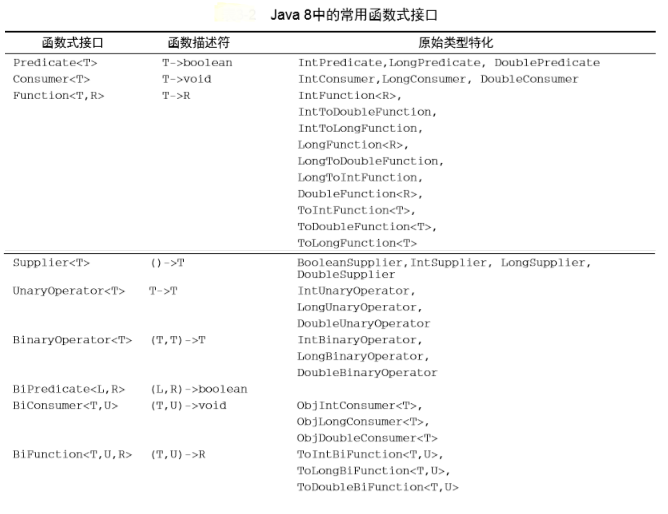 Java 8中的常用函数式接口
函数式接口 函数描述符 原始类型特化
Predicate<T> T->boolean IntPredicate,LongPredicate, DoublePredicate
Consumer<T> T->void IntConsumer,LongConsumer, DoubleConsumer
Function<T,R> T->R IntFunction<R>,
IntToDoubleFunction,
IntToLongFunction,
LongFunction<R>,
LongToDoubleFunction,
LongToIntFunction,
DoubleFunction<R>,
ToIntFunction<T>,
ToDoubleFunction<T>,
ToLongFunction<T>
Supplier<T> ()->T BooleanSupplier,IntSupplier, LongSupplier,
DoubleSupplier
UnaryOperator<T> T->T IntUnaryOperator,
LongUnaryOperator,
DoubleUnaryOperator
BinaryOperator<T> (T,T)->T IntBinaryOperator,
LongBinaryOperator,
DoubleBinaryOperator
BiPredicate<L,R> (L,R)->boolean
BiConsumer<T,U> (T,U)->void ObjIntConsumer<T>,
ObjLongConsumer<T>,
ObjDoubleConsumer<T>
BiFunction<T,U,R> (T,U)->R ToIntBiFunction<T,U>,
ToLongBiFunction<T,U>,
ToDoubleBiFunction<T,U>